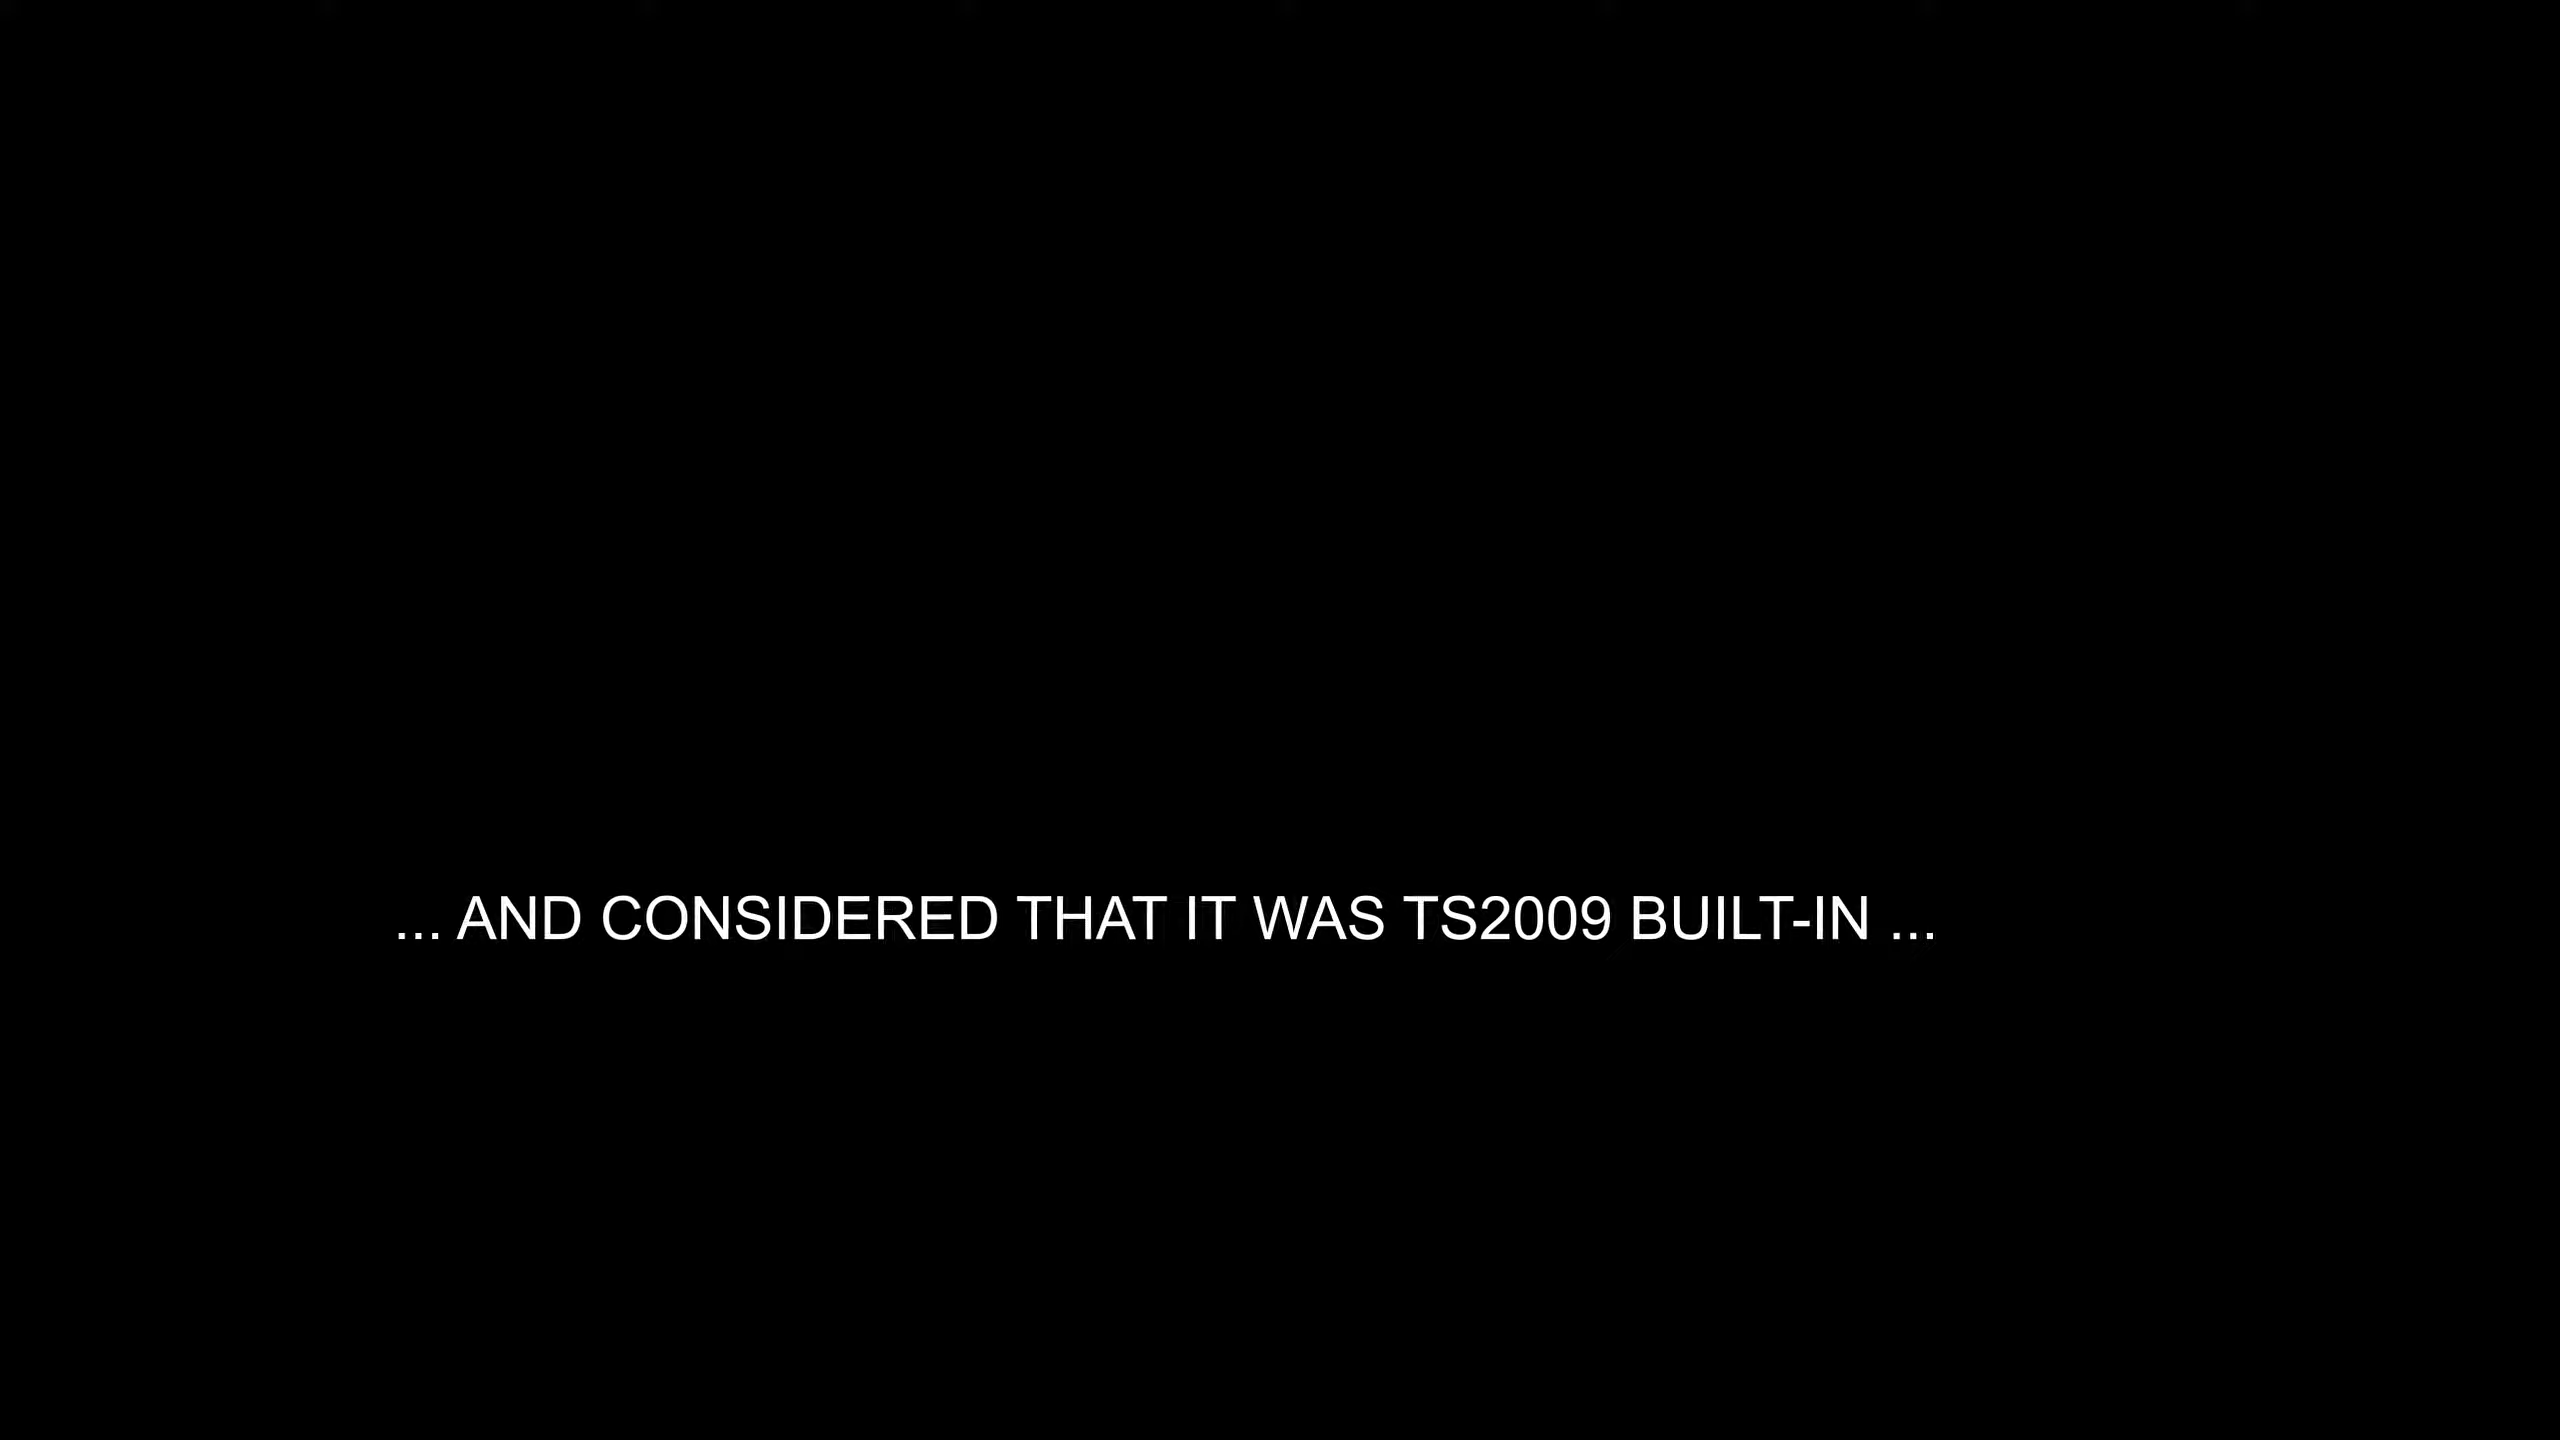 ... AND CONSIDERED THAT IT WAS TS2009 BUILT-IN ...